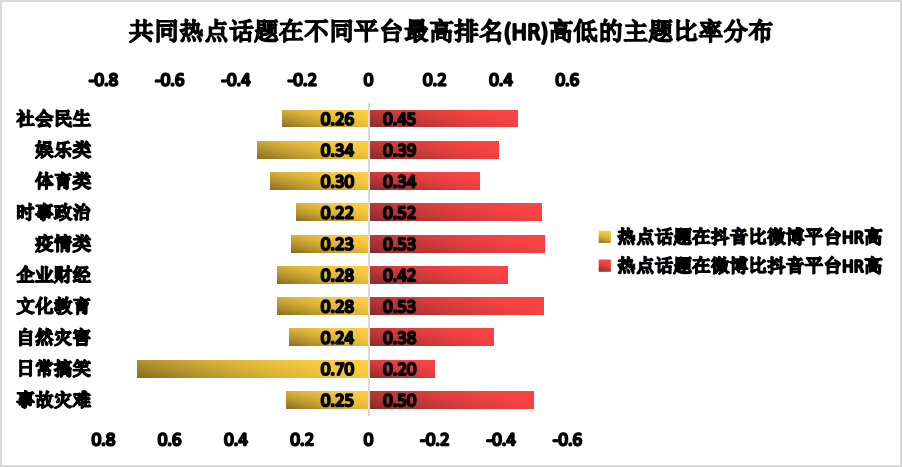 共同热点话题在不同平台最高排名(HR)高低的主题比率分布
-0.8 -0.6 -0.4 -0.2 0 0.2 0.4 0.6
社会民生 0.26 0.45
娱乐类 0.34 0.39
体育类 0.30 0.34
时事政治 0.22 0.52
疫情类 0.23 0.53
企业财经 0.28 0.42
文化教育 0.28 0.53
自然灾害 0.24 0.38
日常搞笑 0.70 0.20
事故灾难 0.25 0.50
0.8 0.6 0.4 0.2 0 -0.2 -0.4 -0.6
热点话题在抖音比微博平台HR高
热点话题在微博比抖音平台HR高